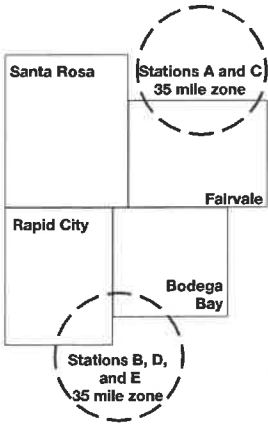 Santa Rosa
Stations A and C
35 mile zone
Fairvale
Rapid City
Bodega
Bay
Stations B, D,
and E
35 mile zone